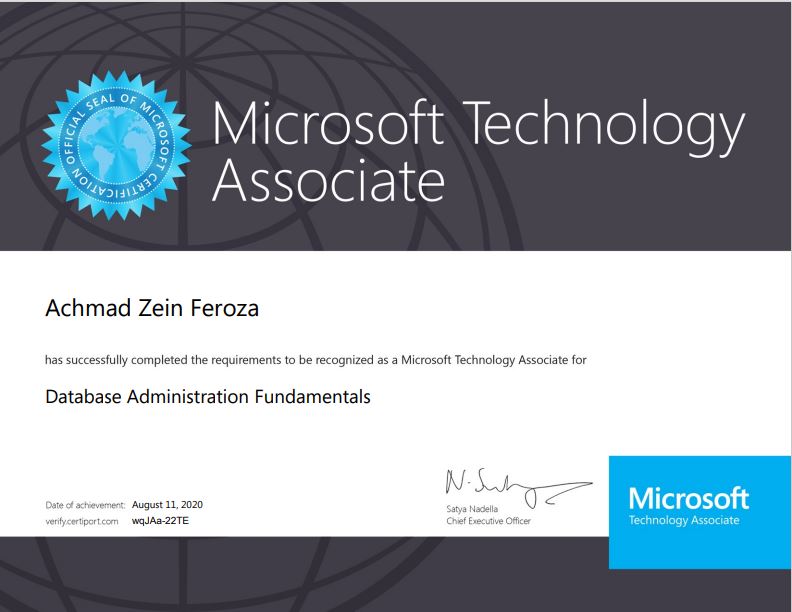 OFFICIAL SEAL OF MICROSOFT CERTIFICATION
Microsoft Technology
Associate
Achmad Zein Feroza
has successfully completed the requirements to be recognized as a Microsoft Technology Associate for
Database Administration Fundamentals
Date of achievement: August 11, 2020
verify.certiport.com wqJAa-22TE
Satya Nadella
Chief Executive Officer
Microsoft
Technology Associate